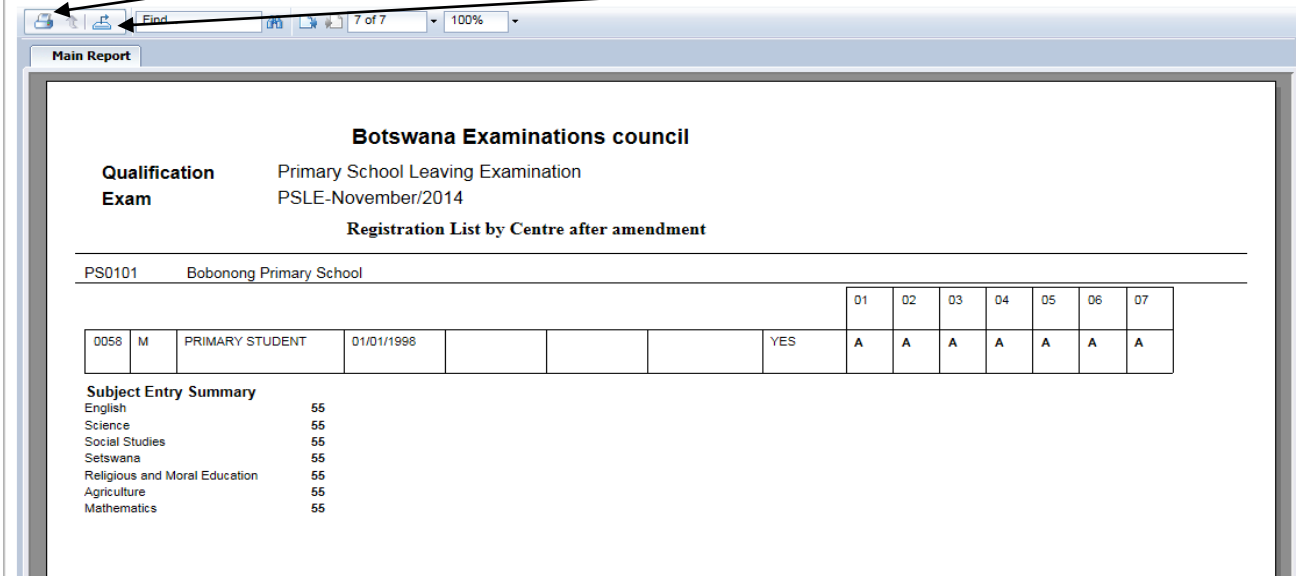 Find 7 of 7 100%
Main Report
Botswana Examinations council
Qualification Primary School Leaving Examination
Exam PSLE-November/2014
Registration List by Centre after amendment
PS0101 Bobonong Primary School
01 02 03 04 05 06 07
0058 M PRIMARY STUDENT 01/01/1998 YES A A A A A A A
Subject Entry Summary
English 55
Science 55
Social Studies 55
Setswana 55
Religious and Moral Education 55
Agriculture 55
Mathematics 55